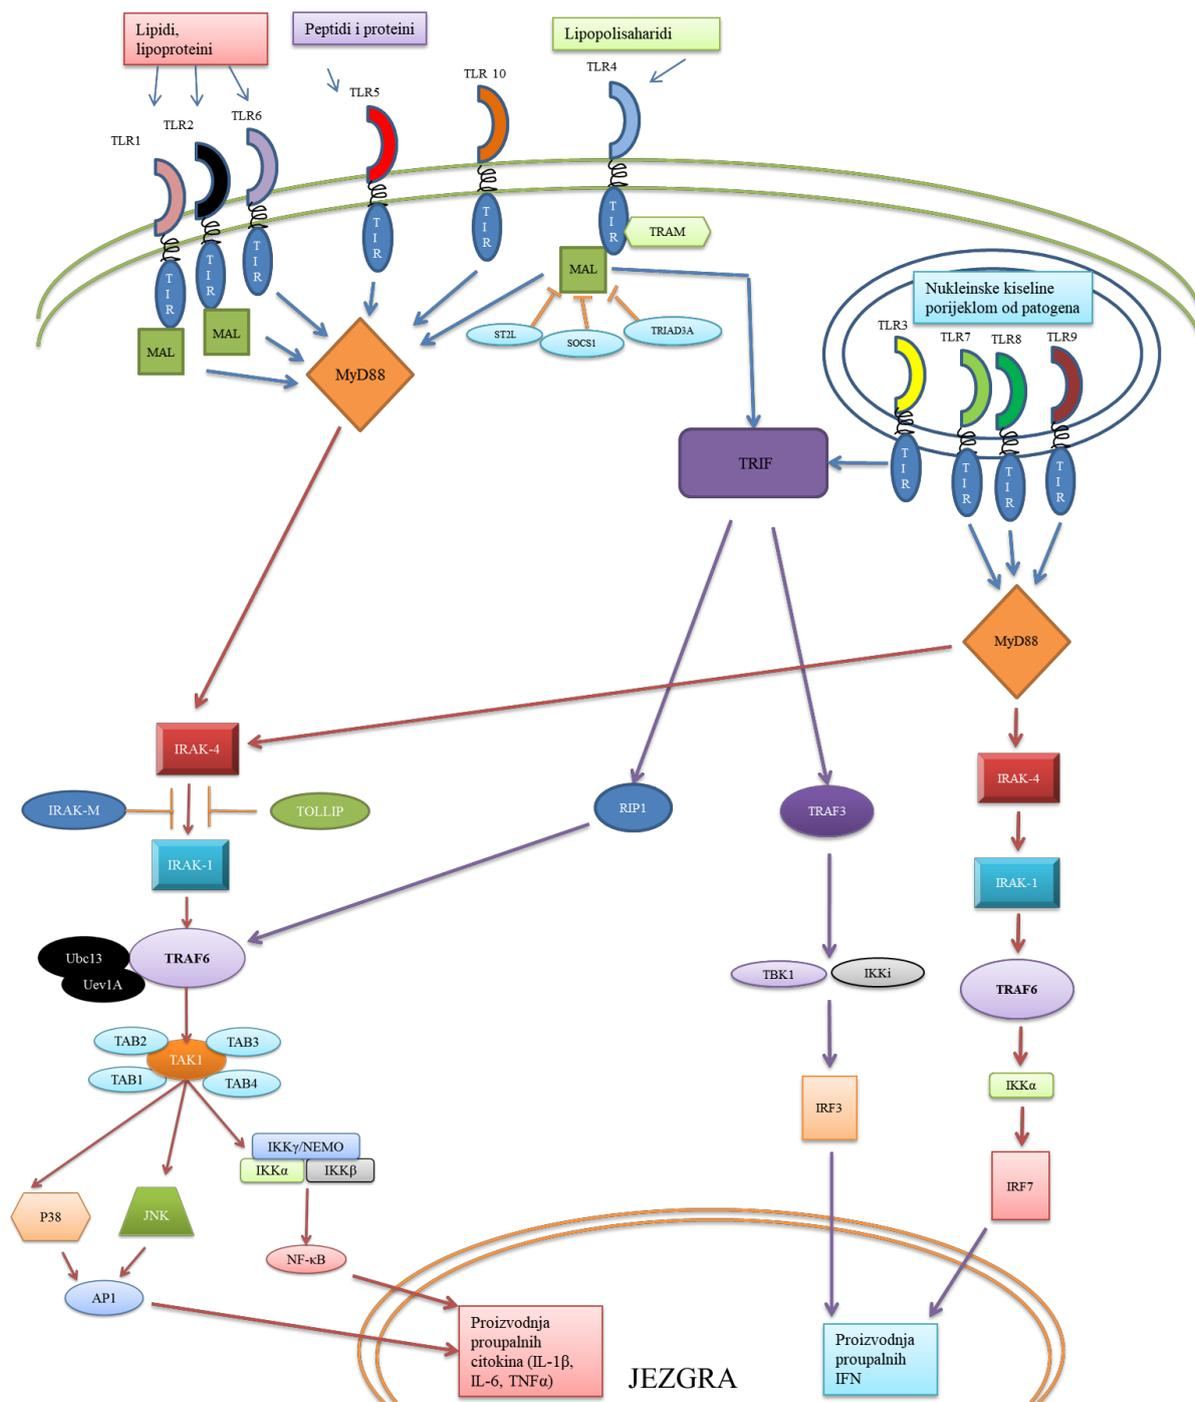 Lipidi,
lipoproteini
Peptidi i proteini
Lipopolisaharidi
TLR1
TLR2
TLR6
TLR5
TLR 10
TLR4
TIR
TIR
TIR
TIR
TIR
TIR
TRAM
MAL
MAL
MAL
ST2L
SOCS1
TRIAD3A
MyD88
Nukleinske kiseline
porijeklom od patogena
TLR3
TLR7
TLR8
TLR9
TIR
TIR
TIR
TIR
TRIF
MyD88
IRAK-4
IRAK-M
TOLLIP
IRAK-1
Ubc13
Uev1A
TRAF6
TAB2
TAB3
TAK1
TAB1
TAB4
IKKγ/NEMO
IKKα
IKKβ
P38
JNK
NF-κB
AP1
RIP1
TRAF3
TBK1
IKKi
IRF3
IRAK-4
IRAK-1
TRAF6
IKKα
IRF7
Proizvodnja
proupalnih
citokina (IL-1β,
IL-6, TNFα)
JEZGRA
Proizvodnja
proupalnih
IFN